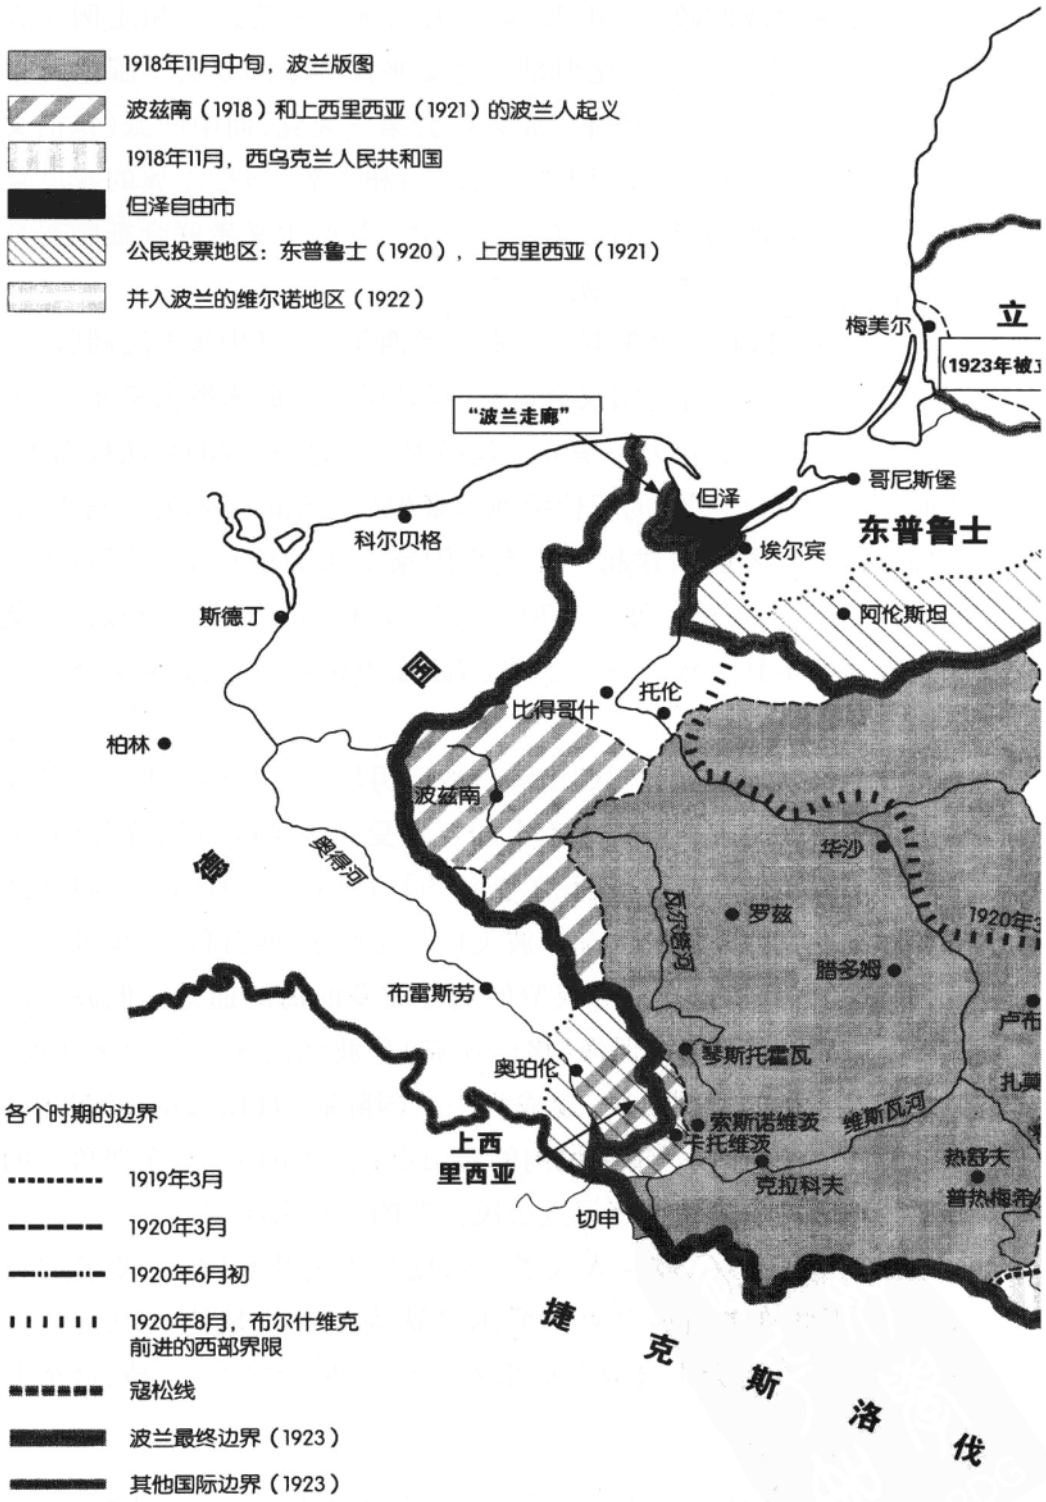 1918年11月中旬，波兰版图
波兹南（1918）和上西里西亚（1921）的波兰人起义
1918年11月，西乌克兰人民共和国
但泽自由市
公民投票地区：东普鲁士（1920），上西里西亚（1921）
并入波兰的维尔诺地区（1922）
梅美尔
立
(1923年被
“波兰走廊”
但泽
哥尼斯堡
科尔贝格
东普鲁士
埃尔宾
斯德丁
阿伦斯坦
国
托伦
比得哥什
柏林
波兹南
奥得河
华沙
德
瓦尔塔河
罗兹
1920年
腊多姆
布雷斯劳
卢布
琴斯托霍瓦
奥珀伦
扎莫
各个时期的边界
索斯诺维茨
维斯瓦河
卡托维茨
上西
里西亚
热舒夫
1919年3月
克拉科夫
普热梅希
切申
1920年3月
1920年6月初
1920年8月，布尔什维克
前进的西部界限
捷克斯洛伐
寇松线
波兰最终边界（1923）
其他国际边界（1923）